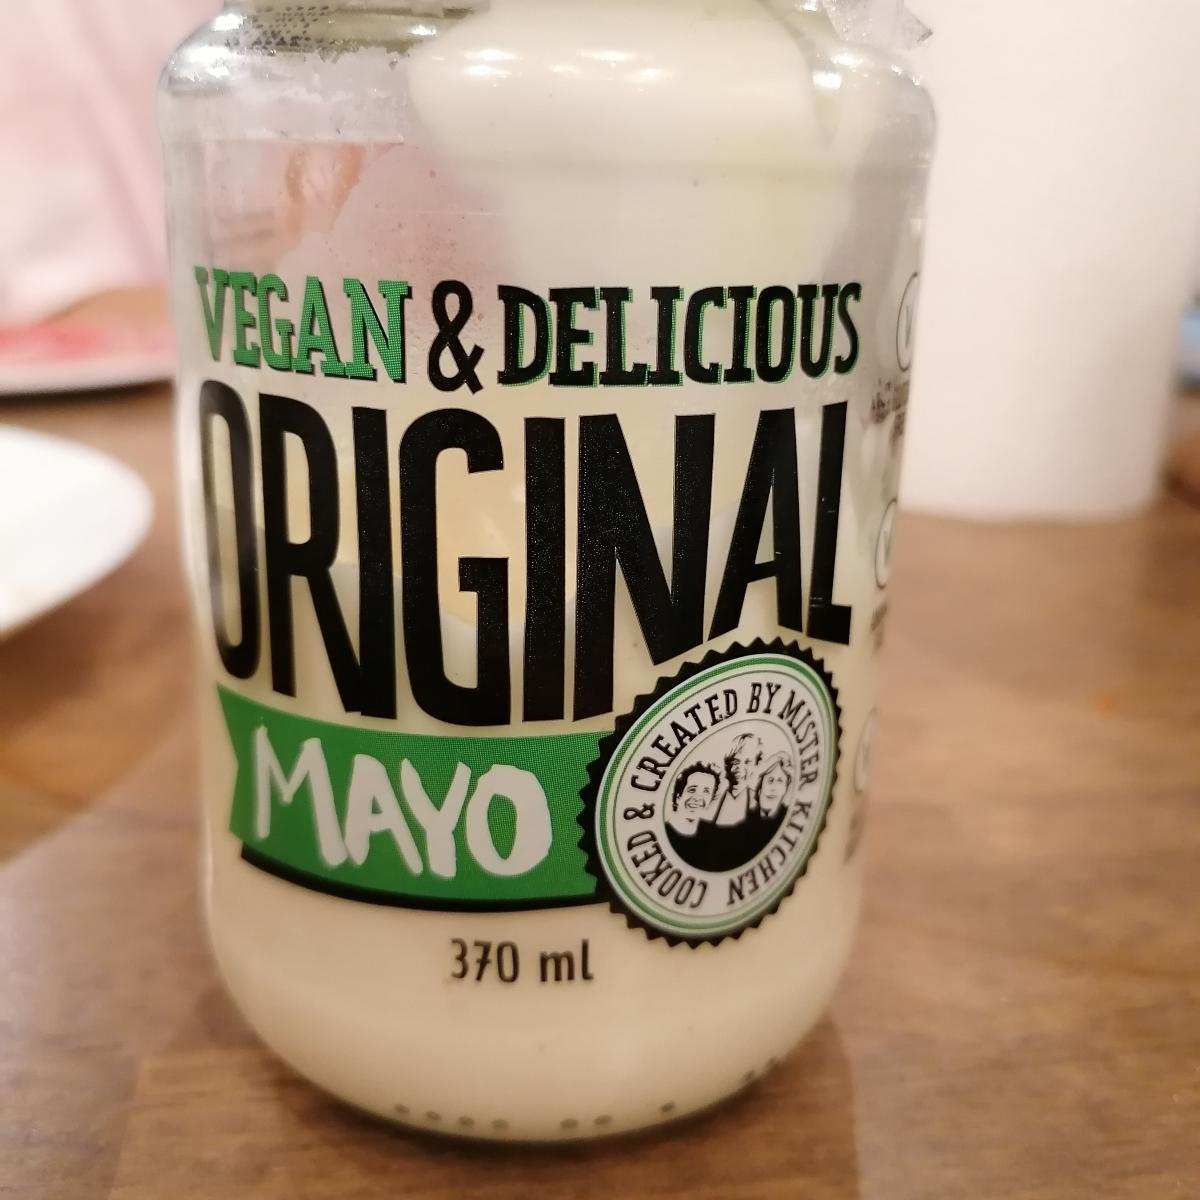 VEGAN & DELICIOUS
ORIGINAL
MAYO
COOKED & CREATED BY MISTER KITCHEN
370 ml